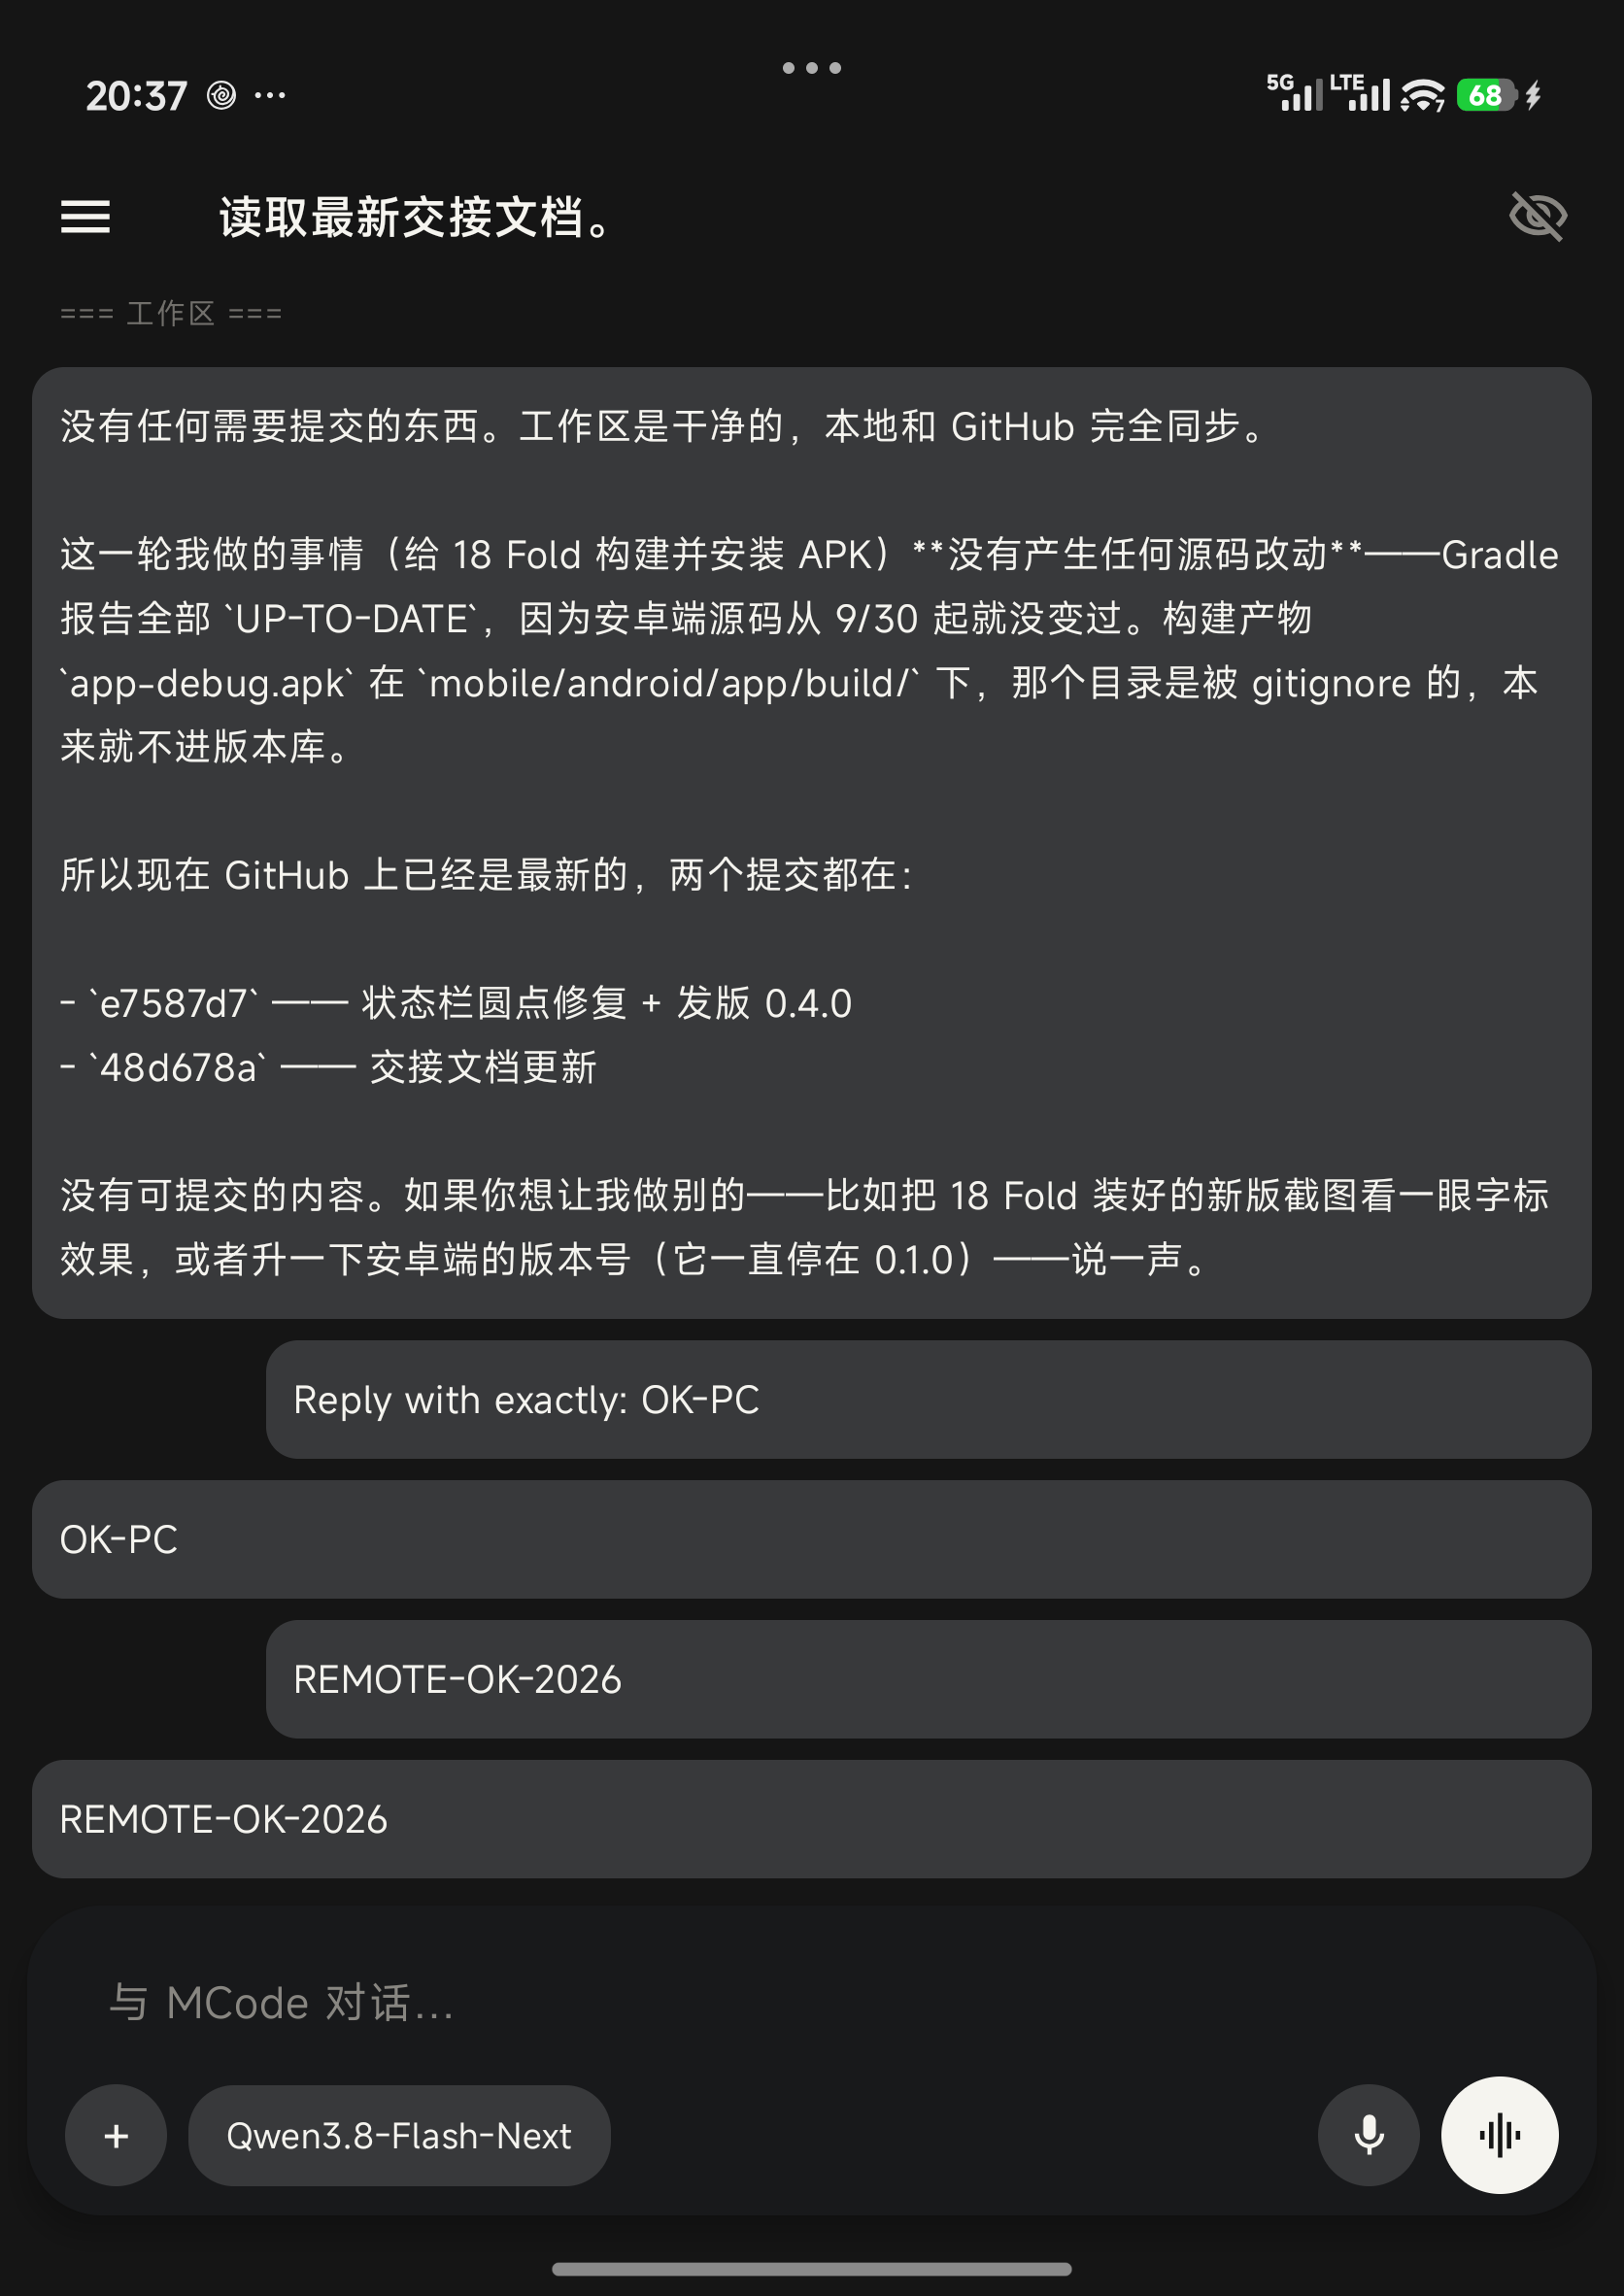 20:37
5G LTE 7 68
读取最新交接文档。
=== 工作区 ===
没有任何需要提交的东西。工作区是干净的，本地和 GitHub 完全同步。
这一轮我做的事情（给 18 Fold 构建并安装 APK）**没有产生任何源码改动**——Gradle
报告全部 `UP-TO-DATE`，因为安卓端源码从 9/30 起就没变过。构建产物
`app-debug.apk` 在 `mobile/android/app/build/` 下，那个目录是被 gitignore 的，本
来就不进版本库。
所以现在 GitHub 上已经是最新的，两个提交都在：
- `e7587d7` —— 状态栏圆点修复 + 发版 0.4.0
- `48d678a` —— 交接文档更新
没有可提交的内容。如果你想让我做别的——比如把 18 Fold 装好的新版截图看一眼字标
效果，或者升一下安卓端的版本号（它一直停在 0.1.0）——说一声。
Reply with exactly: OK-PC
OK-PC
REMOTE-OK-2026
REMOTE-OK-2026
与 MCode 对话...
+ Qwen3.8-Flash-Next